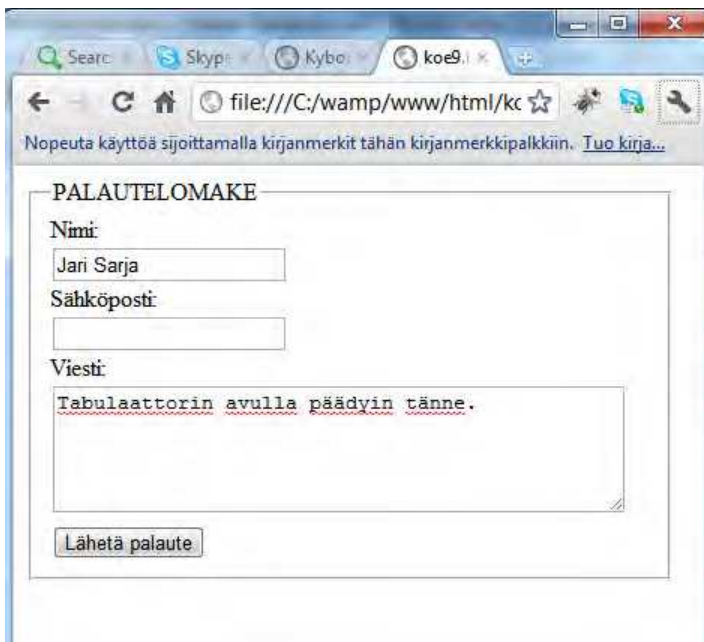 Searc
Skype
Kybo
koe9.
file:///C:/wamp/www/html/kc
Nopeuta käyttöä sijoittamalla kirjanmerkit tähän kirjanmerkkipalkkiin. Tuo kirja...
PALAUTELOMAKE
Nimi:
Jari Sarja
Sähköposti:
Viesti:
Tabulaattorin avulla päädyin tänne.
Lähetä palaute